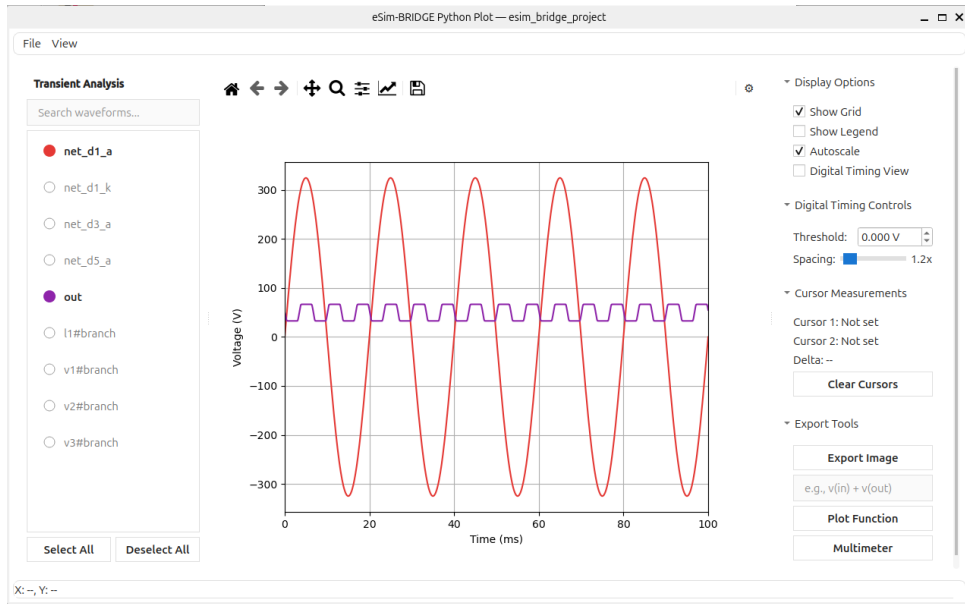 eSim-BRIDGE Python Plot — esim_bridge_project
File View
Transient Analysis
Search waveforms...
net_d1_a
net_d1_k
net_d3_a
net_d5_a
out
l1#branch
v1#branch
v2#branch
v3#branch
Select All
Deselect All
Voltage (V)
300
200
100
0
−100
−200
−300
0
20
40
60
80
100
Time (ms)
Display Options
Show Grid
Show Legend
Autoscale
Digital Timing View
Digital Timing Controls
Threshold: 0.000 V
Spacing: 1.2x
Cursor Measurements
Cursor 1: Not set
Cursor 2: Not set
Delta: --
Clear Cursors
Export Tools
Export Image
e.g., v(in) + v(out)
Plot Function
Multimeter
X: --, Y: --